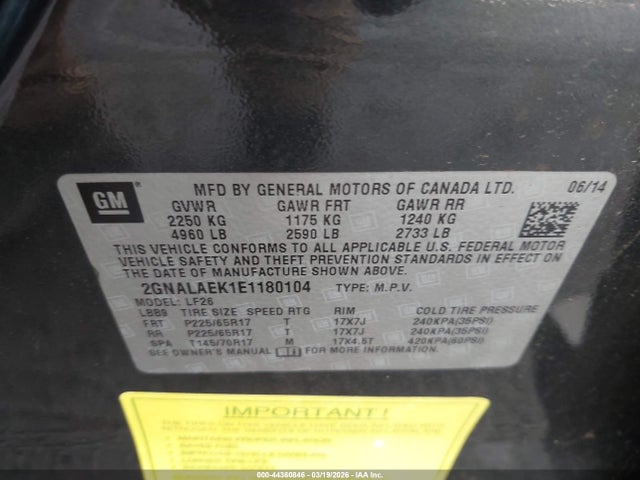 GM
MFD BY GENERAL MOTORS OF CANADA LTD. 06/14
GVWR GAWR FRT GAWR RR
2250 KG 1175 KG 1240 KG
4960 LB 2590 LB 2733 LB
THIS VEHICLE CONFORMS TO ALL APPLICABLE U.S. FEDERAL MOTOR
VEHICLE SAFETY AND THEFT PREVENTION STANDARDS IN EFFECT ON
THE DATE OF MANUFACTURE SHOWN ABOVE.
2GNALAEK1E1180104 TYPE: M.P.V.
MODEL: LF26
LBB9 TIRE SIZE SPEED RTG RIM COLD TIRE PRESSURE
FRT P225/65R17 T 17X7J 240KPA(35PSI)
RR P225/65R17 T 17X7J 240KPA(35PSI)
SPA T145/70R17 M 17X4.5T 420KPA(60PSI)
SEE OWNER'S MANUAL FOR MORE INFORMATION
IMPORTANT!
000-44360846 - 03/19/2026 - IAA Branch